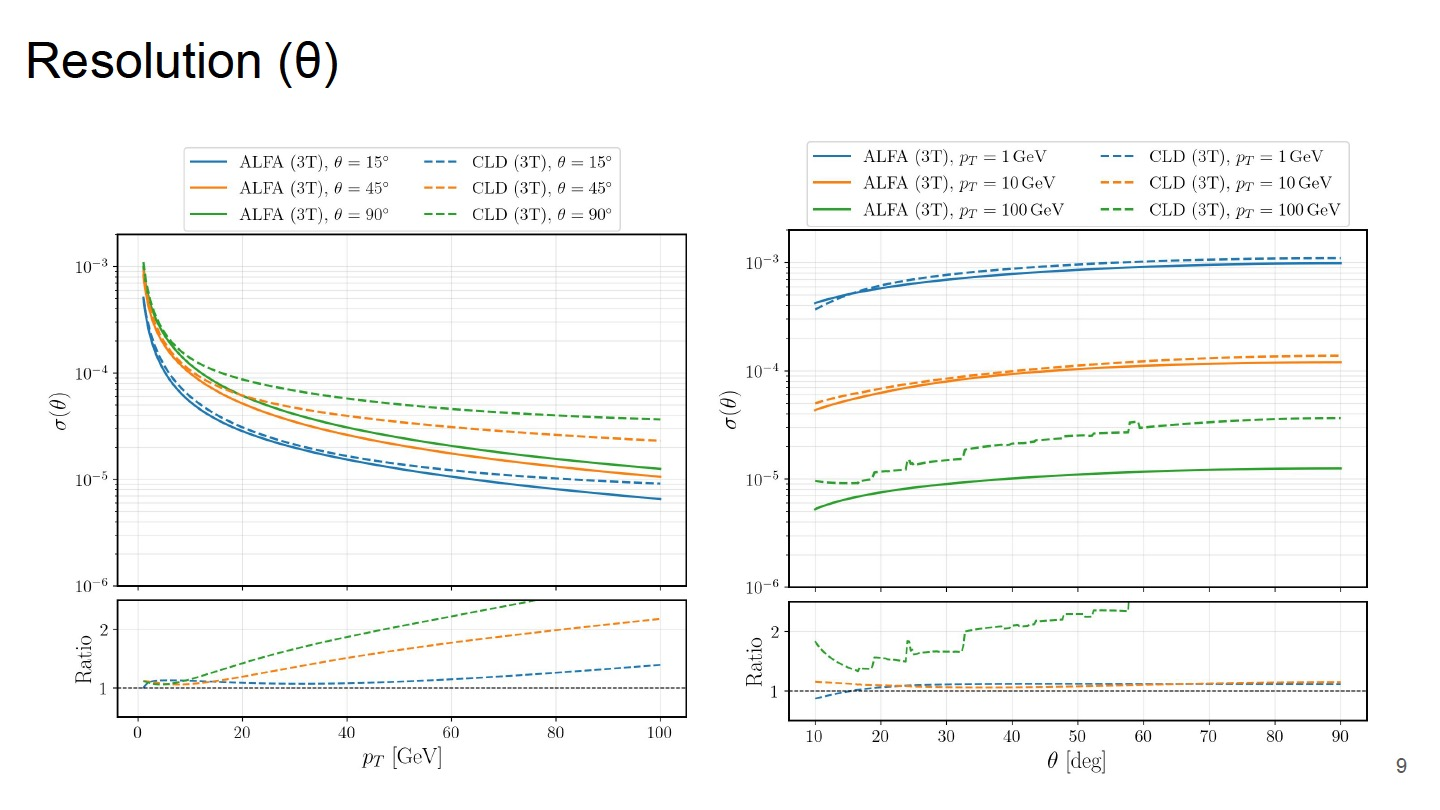 Resolution (θ)
ALFA (3T), θ = 15° CLD (3T), θ = 15°
ALFA (3T), θ = 45° CLD (3T), θ = 45°
ALFA (3T), θ = 90° CLD (3T), θ = 90°
10⁻³
10⁻⁴
10⁻⁵
10⁻⁶
σ(θ)
2
1
Ratio
0 20 40 60 80 100
p_T [GeV]
ALFA (3T), p_T = 1 GeV CLD (3T), p_T = 1 GeV
ALFA (3T), p_T = 10 GeV CLD (3T), p_T = 10 GeV
ALFA (3T), p_T = 100 GeV CLD (3T), p_T = 100 GeV
10⁻³
10⁻⁴
10⁻⁵
10⁻⁶
σ(θ)
2
1
Ratio
10 20 30 40 50 60 70 80 90
θ [deg]
9